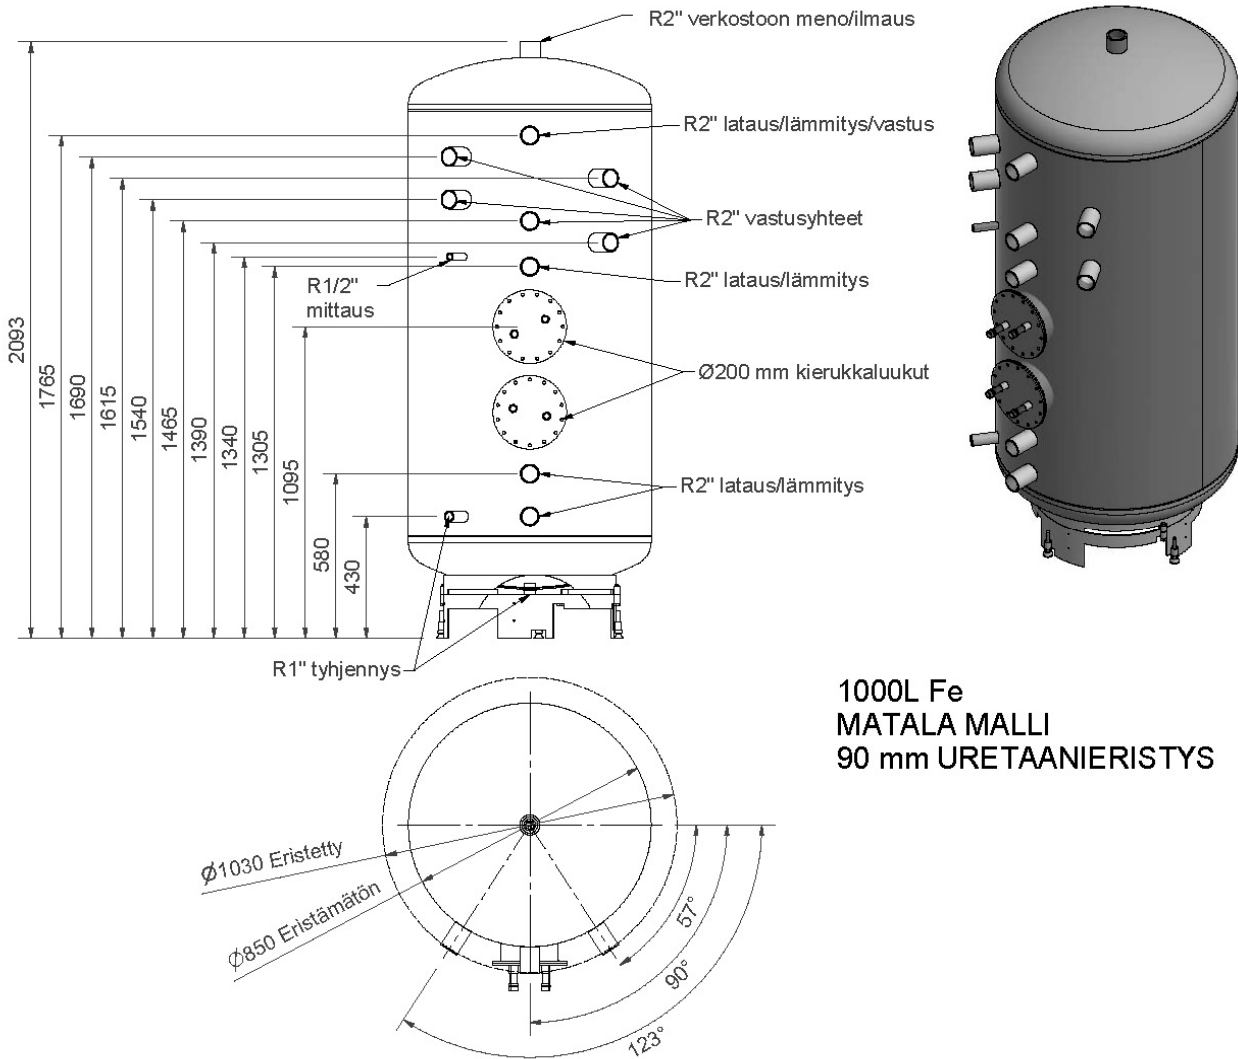 R2" verkostoon meno/ilmaus
R2" lataus/lämmitys/vastus
R2" vastusyhteet
R1/2"
mittaus
R2" lataus/lämmitys
Ø200 mm kierukkaluukut
R2" lataus/lämmitys
R1" tyhjennys
2093
1765
1690
1615
1540
1465
1390
1340
1305
1095
580
430
1000L Fe
MATALA MALLI
90 mm URETAANIERISTYS
Ø1030 Eristetty
Ø850 Eristämätön
57°
90°
123°